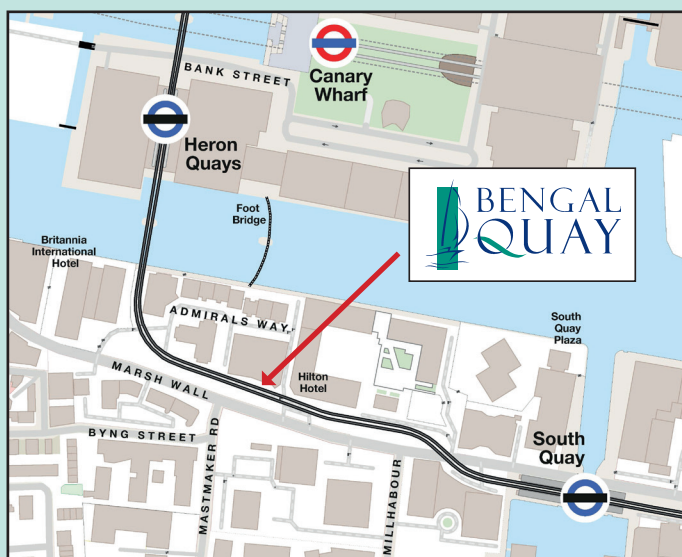 BANK STREET
Canary
Wharf
Heron
Quays
BENGAL
QUAY
Foot
Bridge
Britannia
International
Hotel
ADMIRALS WAY
South
Quay
Plaza
MARSH WALL
Hilton
Hotel
BYNG STREET
MASTMAKER RD
MILLHABOUR
South
Quay